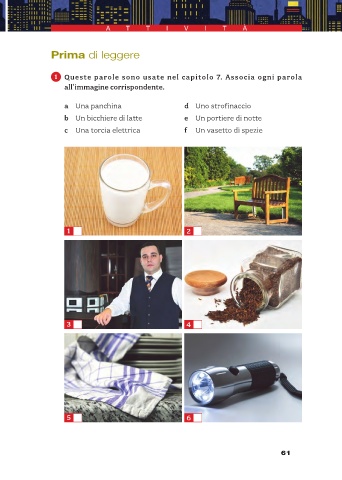 ATTIVITÀ
Prima di leggere
1 Queste parole sono usate nel capitolo 7. Associa ogni parola
all'immagine corrispondente.
a Una panchina
b Un bicchiere di latte
c Una torcia elettrica
d Uno strofinaccio
e Un portiere di notte
f Un vasetto di spezie
1
2
3
4
5
6
61